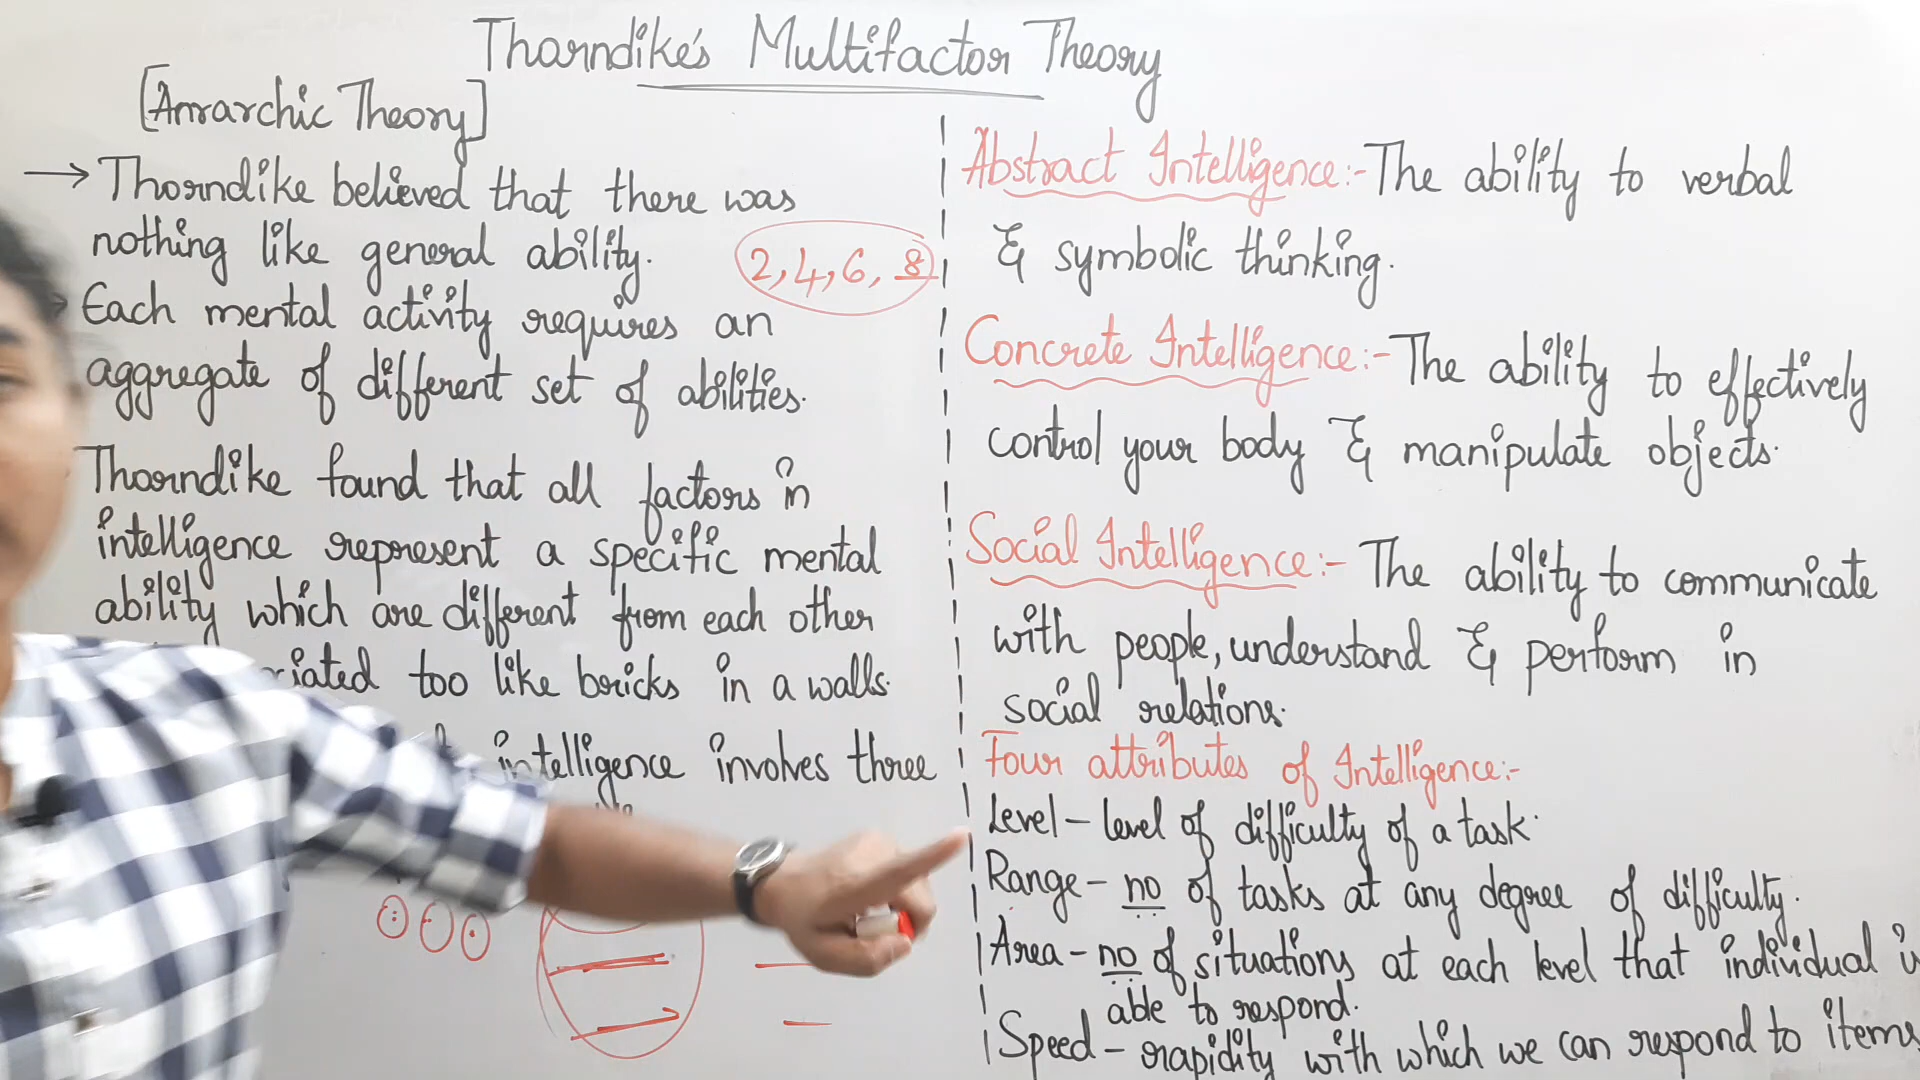 Thorndike's Multifactor Theory
[Anrarchic Theory]
→ Thorndike believed that there was
nothing like general ability.
2, 4, 6, 8
Each mental activity requires an
aggregate of different set of abilities.
Thorndike found that all factors in
intelligence represent a specific mental
ability which are different from each other
too like bricks in a walls.
intelligence involves three
Abstract Intelligence:- The ability to verbal
& symbolic thinking.
Concrete Intelligence:- The ability to effectively
control your body & manipulate objects.
Social Intelligence:- The ability to communicate
with people, understand & perform in
social relations.
Four attributes of Intelligence:-
Level - level of difficulty of a task.
Range - no of tasks at any degree of difficulty.
Area - no of situations at each level that individual
able to respond.
Speed - rapidity with which we can respond to items